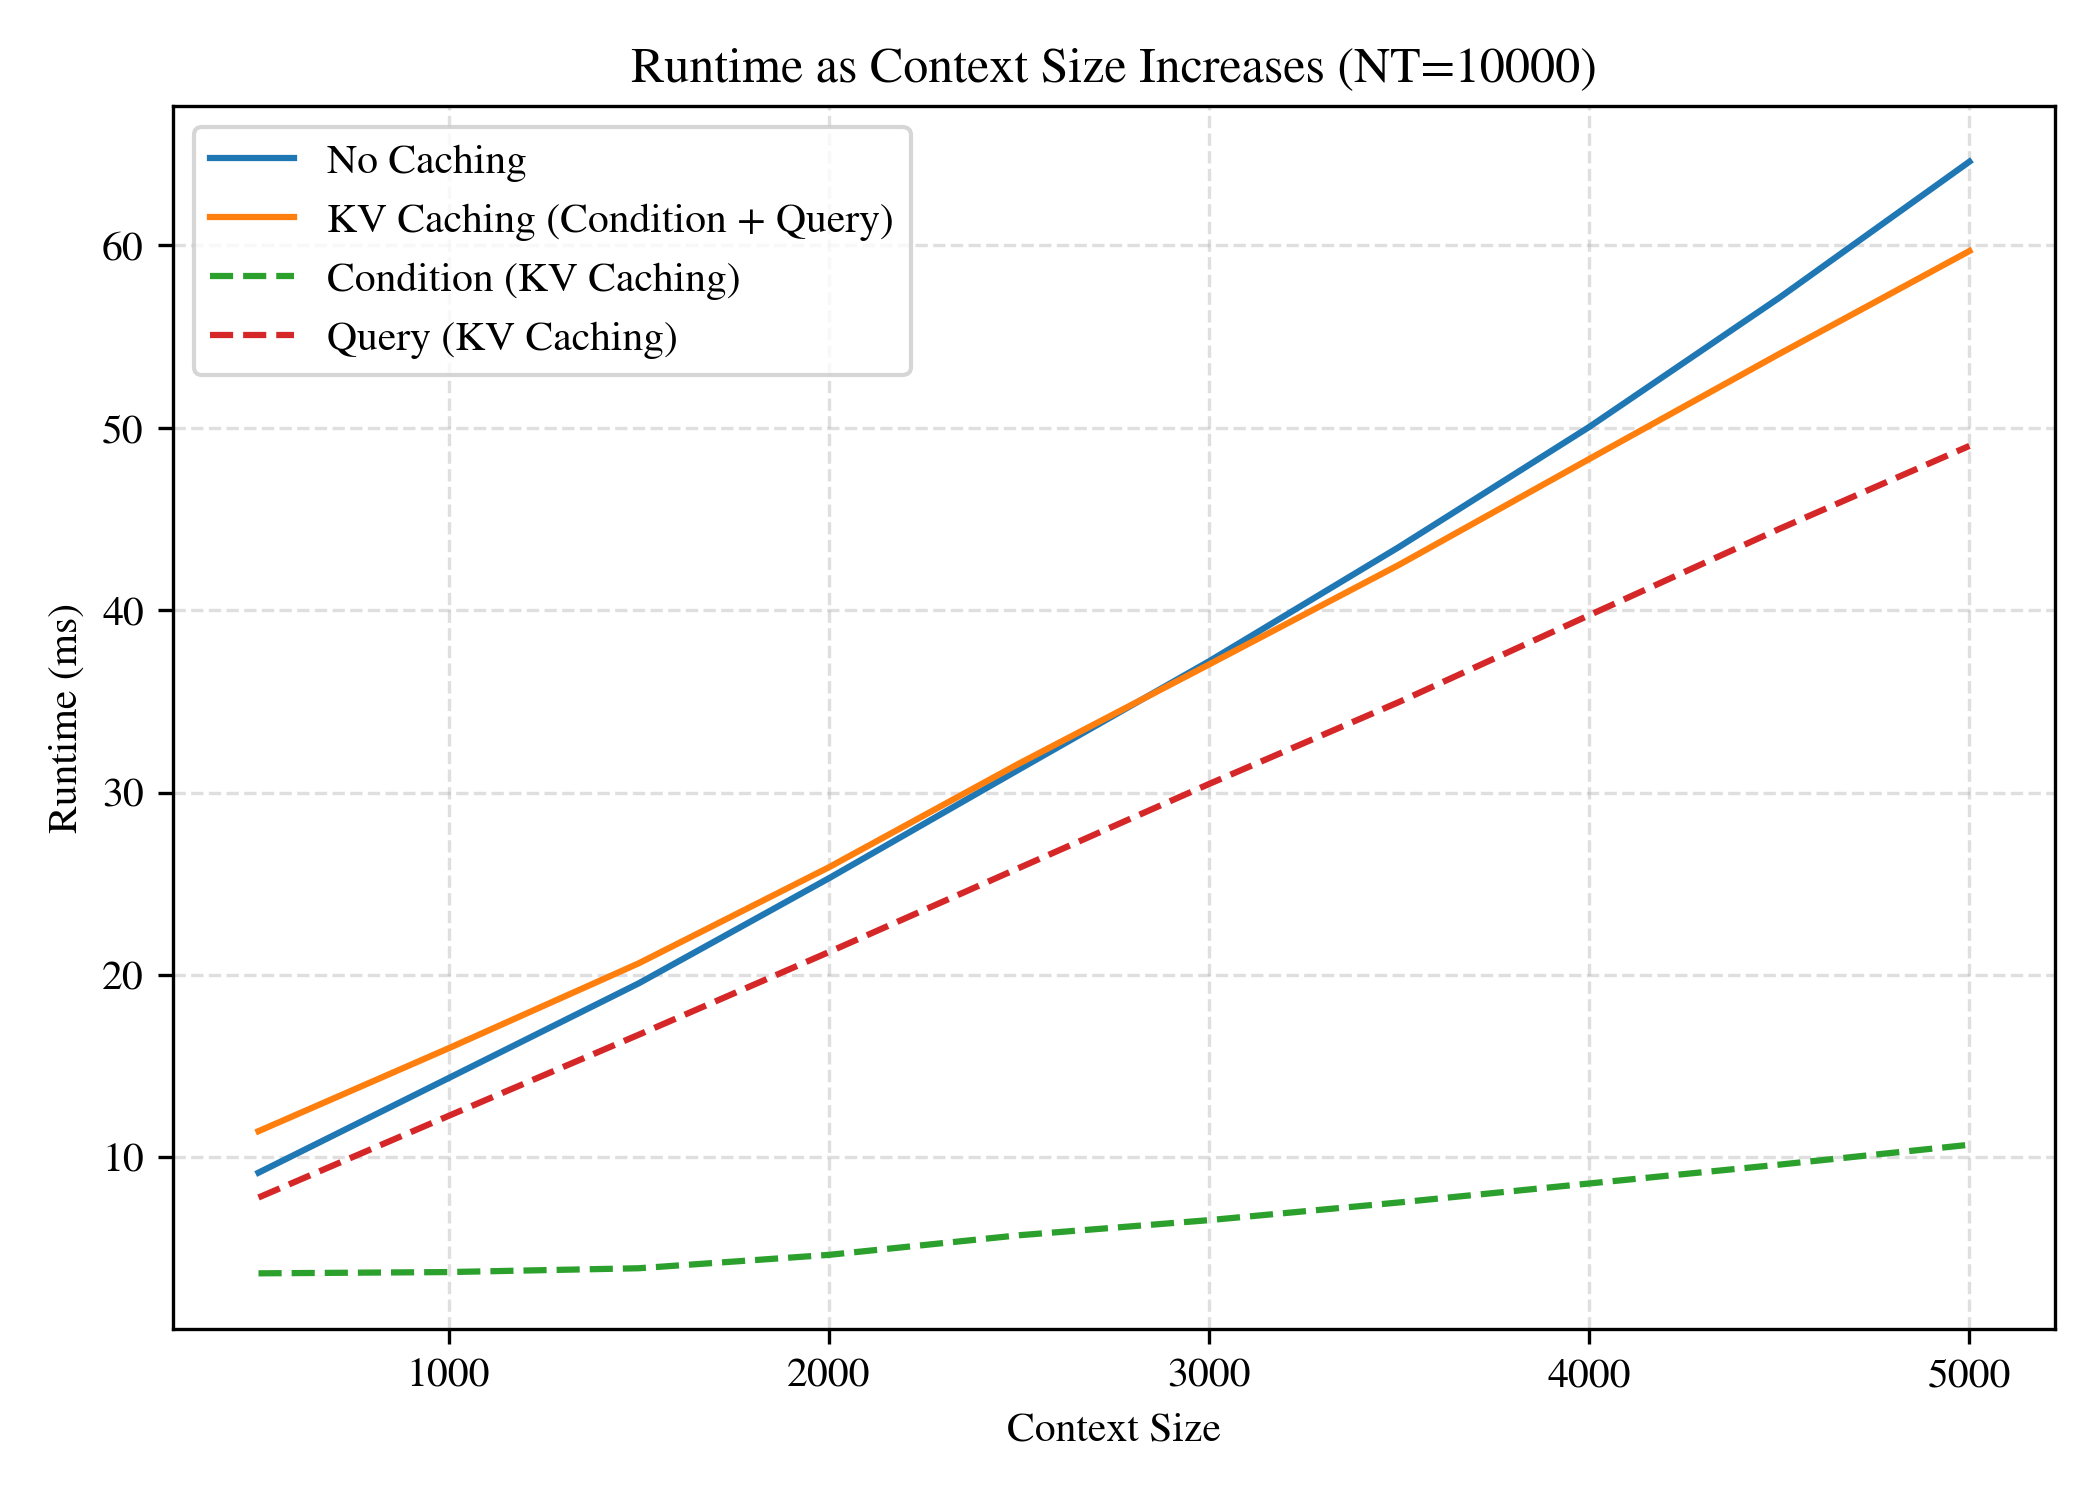 Runtime as Context Size Increases (NT=10000)
No Caching
KV Caching (Condition + Query)
Condition (KV Caching)
Query (KV Caching)
60
50
40
30
20
10
Runtime (ms)
1000 2000 3000 4000 5000
Context Size